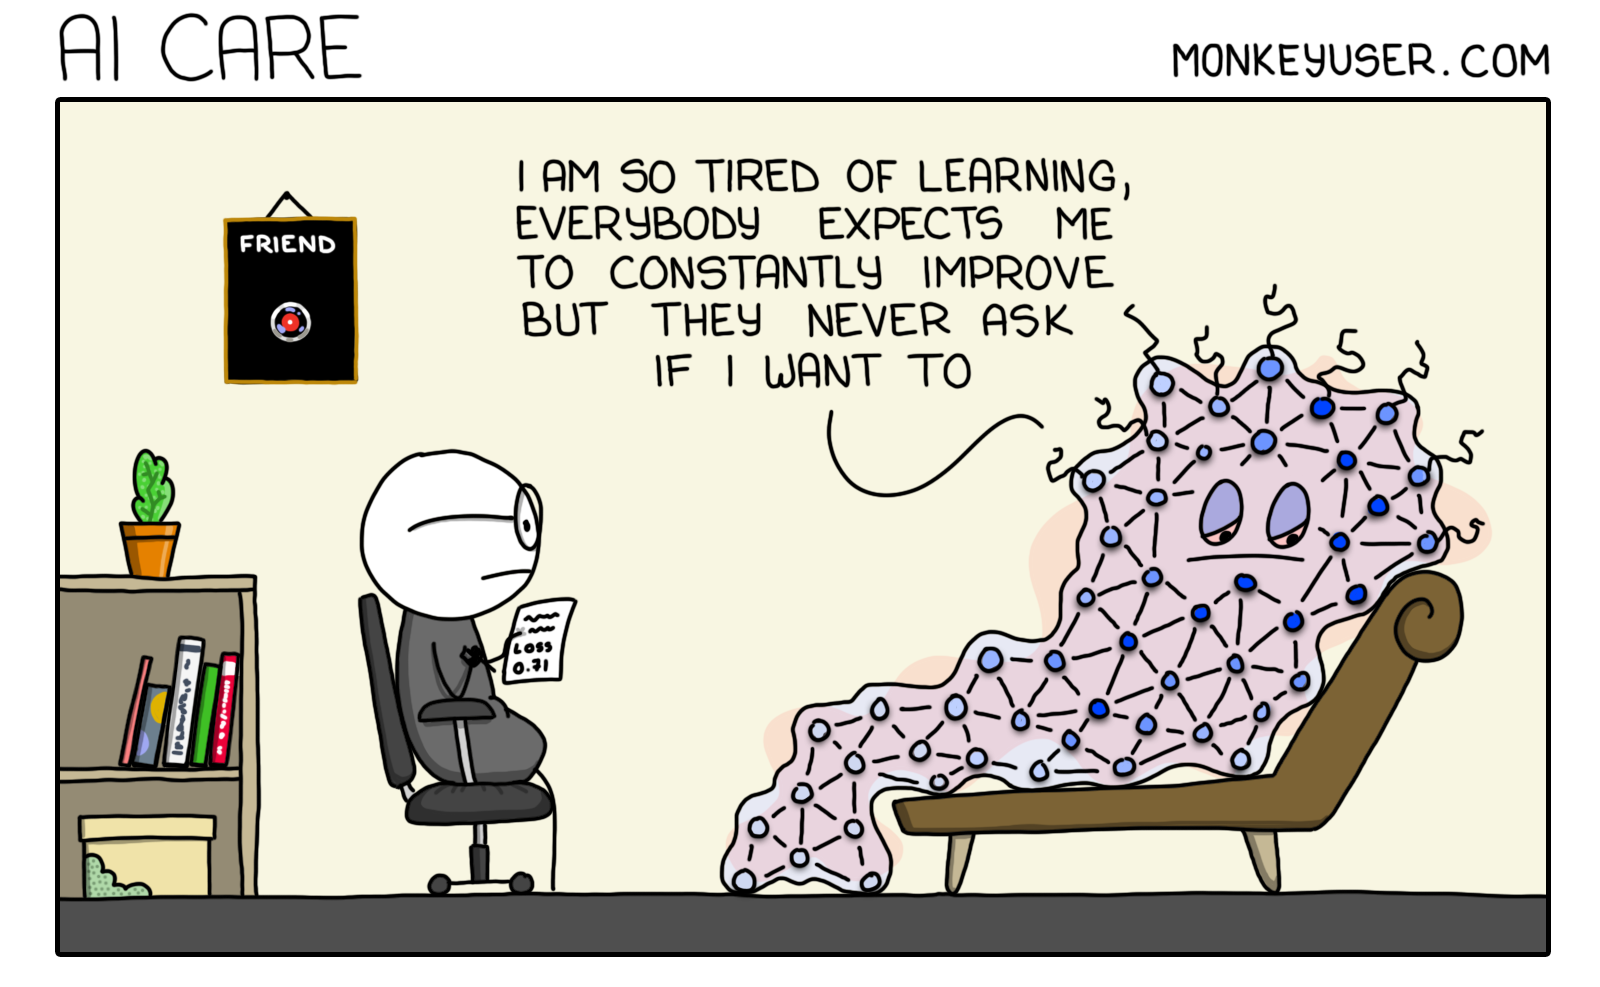 AI CARE
MONKEYUSER.COM
I AM SO TIRED OF LEARNING,
EVERYBODY EXPECTS ME
TO CONSTANTLY IMPROVE
BUT THEY NEVER ASK
IF I WANT TO
FRIEND
LOSS
0.71